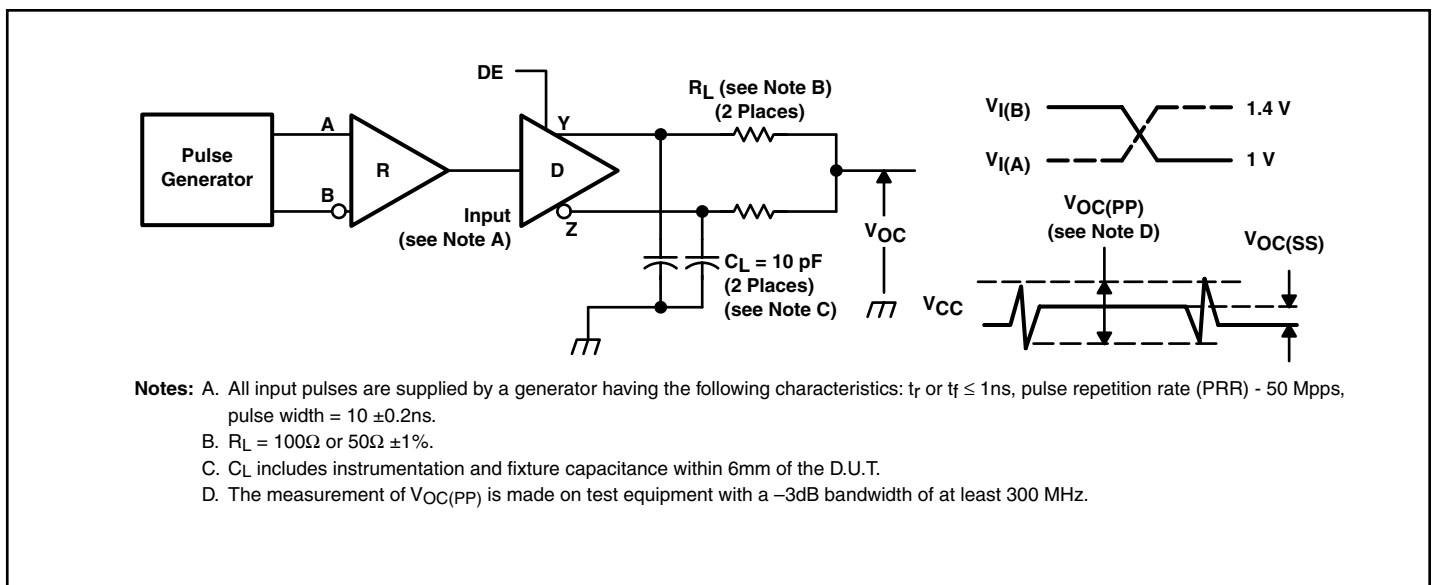 DE
RL (see Note B)
(2 Places)
A
Y
Pulse
Generator
R
D
B
Z
Input
(see Note A)
VOC
CL = 10 pF
(2 Places)
(see Note C)
VI(B)
1.4 V
VI(A)
1 V
VOC(PP)
(see Note D)
VOC(SS)
VCC
Notes: A. All input pulses are supplied by a generator having the following characteristics: tr or tf ≤ 1ns, pulse repetition rate (PRR) - 50 Mpps,
pulse width = 10 ±0.2ns.
B. RL = 100Ω or 50Ω ±1%.
C. CL includes instrumentation and fixture capacitance within 6mm of the D.U.T.
D. The measurement of VOC(PP) is made on test equipment with a –3dB bandwidth of at least 300 MHz.